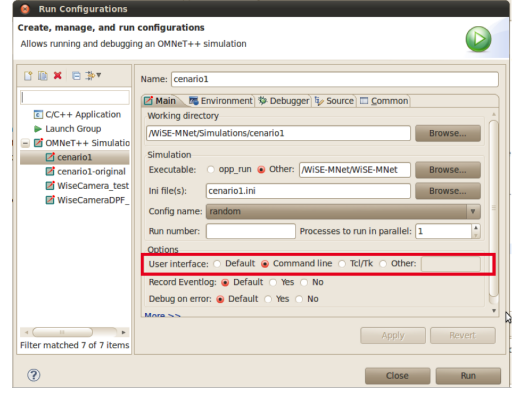 Run Configurations
Create, manage, and run configurations
Allows running and debugging an OMNeT++ simulation
Name: cenario1
Main Environment Debugger Source Common
C/C++ Application
Launch Group
OMNeT++ Simulatio
cenario1
cenario1-original
WiseCamera_test
WiseCameraDPF_
Filter matched 7 of 7 items
Working directory
/WiSE-MNet/Simulations/cenario1 Browse...
Simulation
Executable: opp_run Other: /WiSE-MNet/WiSE-MNet Browse...
Ini file(s): cenario1.ini Browse...
Config name: random
Run number: Processes to run in parallel: 1
Options
User interface: Default Command line Tcl/Tk Other:
Record Eventlog: Default Yes No
Debug on error: Default Yes No
More >>
Apply Revert
? Close Run